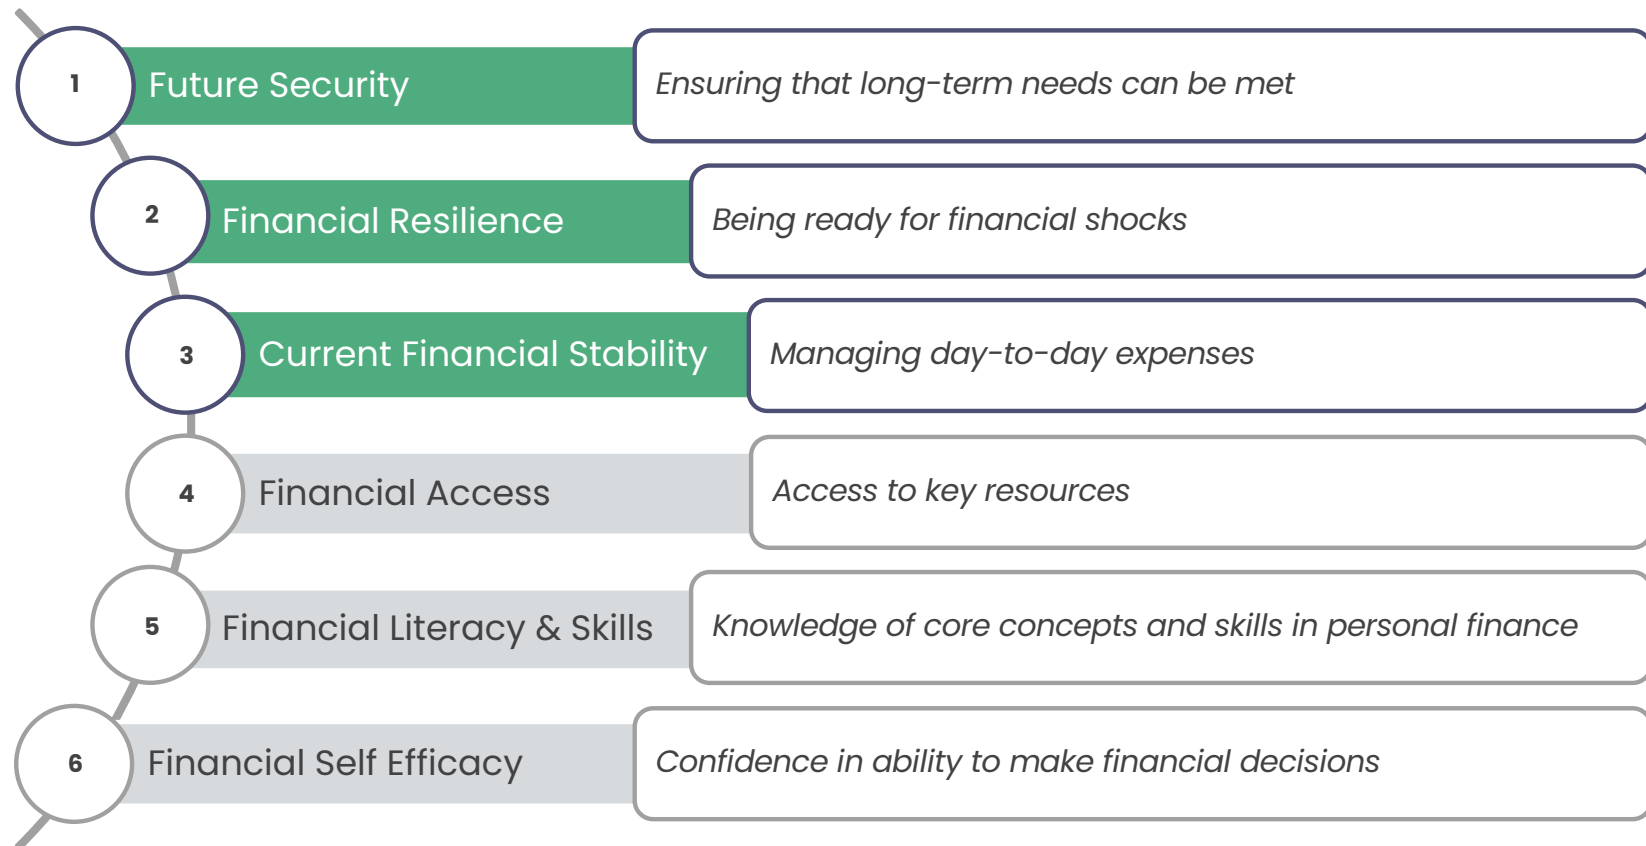 1
Future Security
Ensuring that long-term needs can be met
2
Financial Resilience
Being ready for financial shocks
3
Current Financial Stability
Managing day-to-day expenses
4
Financial Access
Access to key resources
5
Financial Literacy & Skills
Knowledge of core concepts and skills in personal finance
6
Financial Self Efficacy
Confidence in ability to make financial decisions